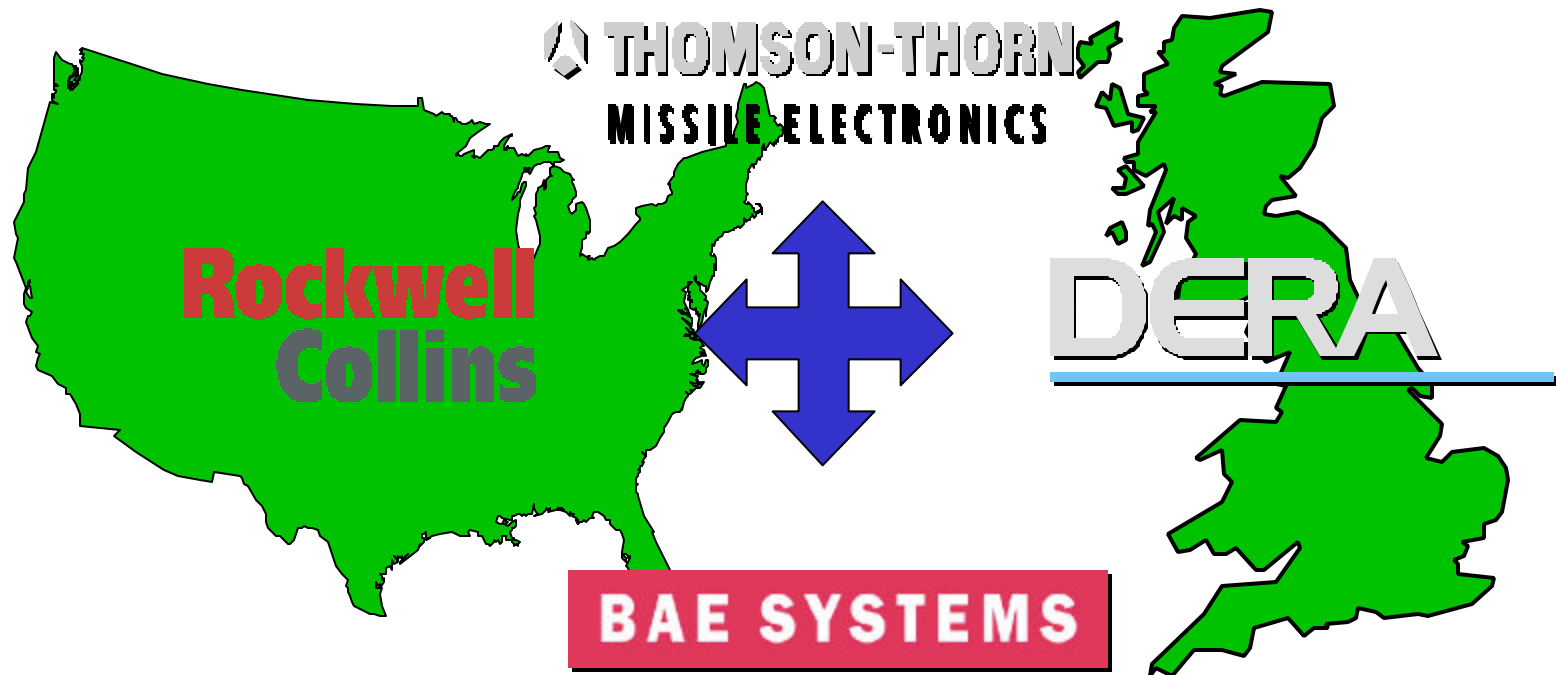 THOMSON-THORN
MISSILE ELECTRONICS
Rockwell
Collins
DERA
BAE SYSTEMS